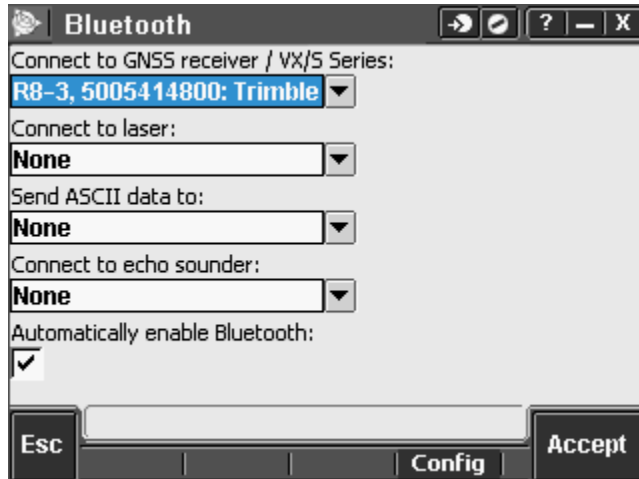 Bluetooth
? – X
Connect to GNSS receiver / VX/S Series:
R8-3, 5005414800: Trimble
Connect to laser:
None
Send ASCII data to:
None
Connect to echo sounder:
None
Automatically enable Bluetooth:
Esc
Config
Accept